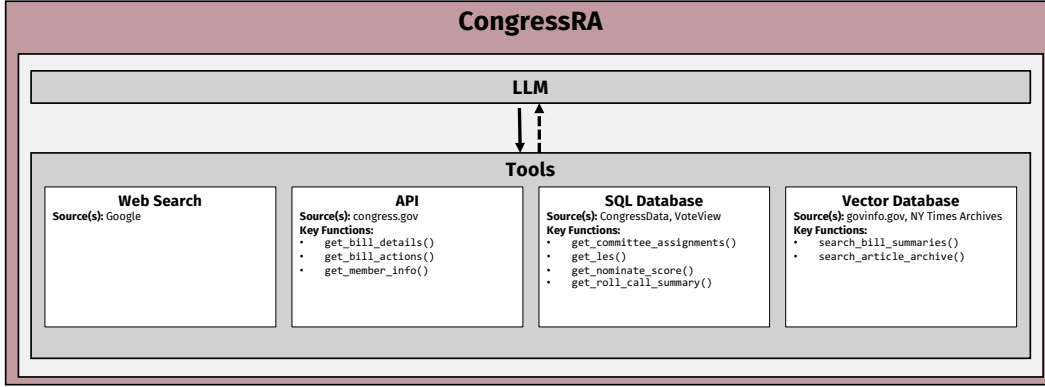 CongressRA
LLM
Tools
Web Search
Source(s): Google
API
Source(s): congress.gov
Key Functions:
• get_bill_details()
• get_bill_actions()
• get_member_info()
SQL Database
Source(s): CongressData, VoteView
Key Functions:
• get_committee_assignments()
• get_les()
• get_nominate_score()
• get_roll_call_summary()
Vector Database
Source(s): govinfo.gov, NY Times Archives
Key Functions:
• search_bill_summaries()
• search_article_archive()